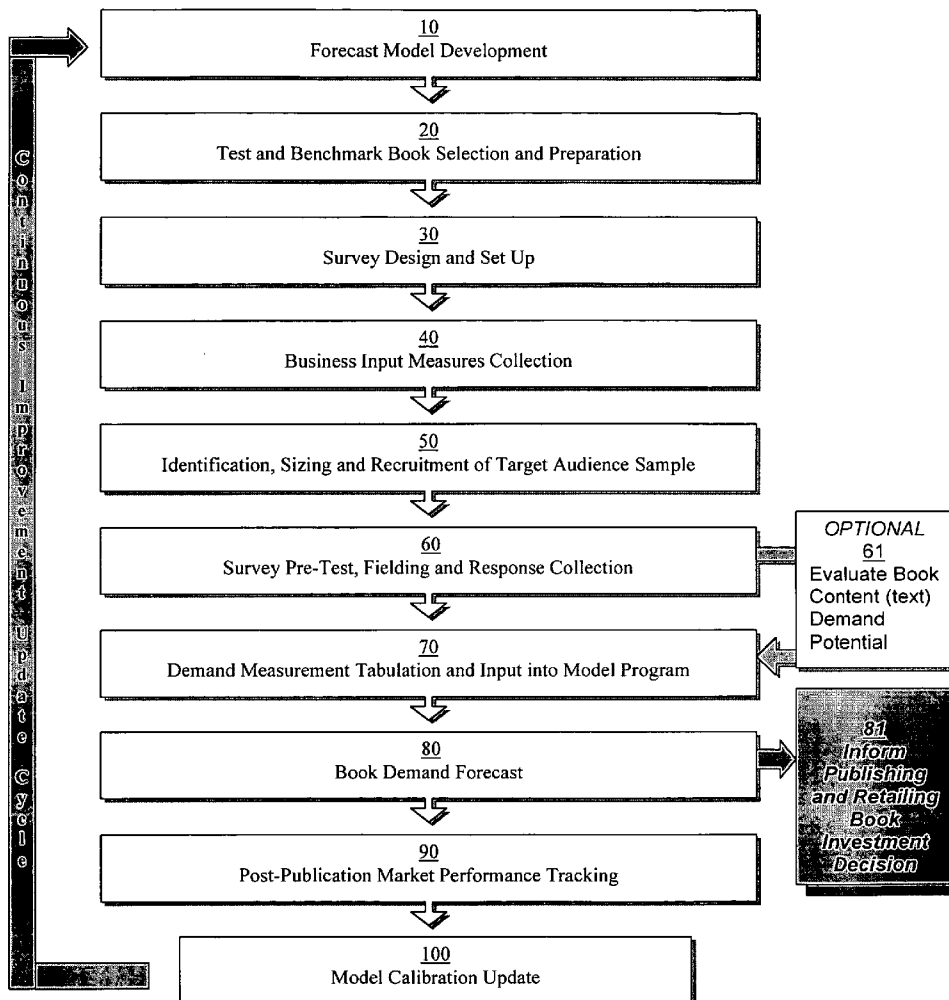 10
Forecast Model Development
20
Test and Benchmark Book Selection and Preparation
30
Survey Design and Set Up
40
Business Input Measures Collection
50
Identification, Sizing and Recruitment of Target Audience Sample
60
Survey Pre-Test, Fielding and Response Collection
OPTIONAL
61
Evaluate Book
Content (text)
Demand
Potential
70
Demand Measurement Tabulation and Input into Model Program
80
Book Demand Forecast
81
Inform
Publishing
and Retailing
Book
Investment
Decision
90
Post-Publication Market Performance Tracking
100
Model Calibration Update
Continuous Improvement Update Cycle